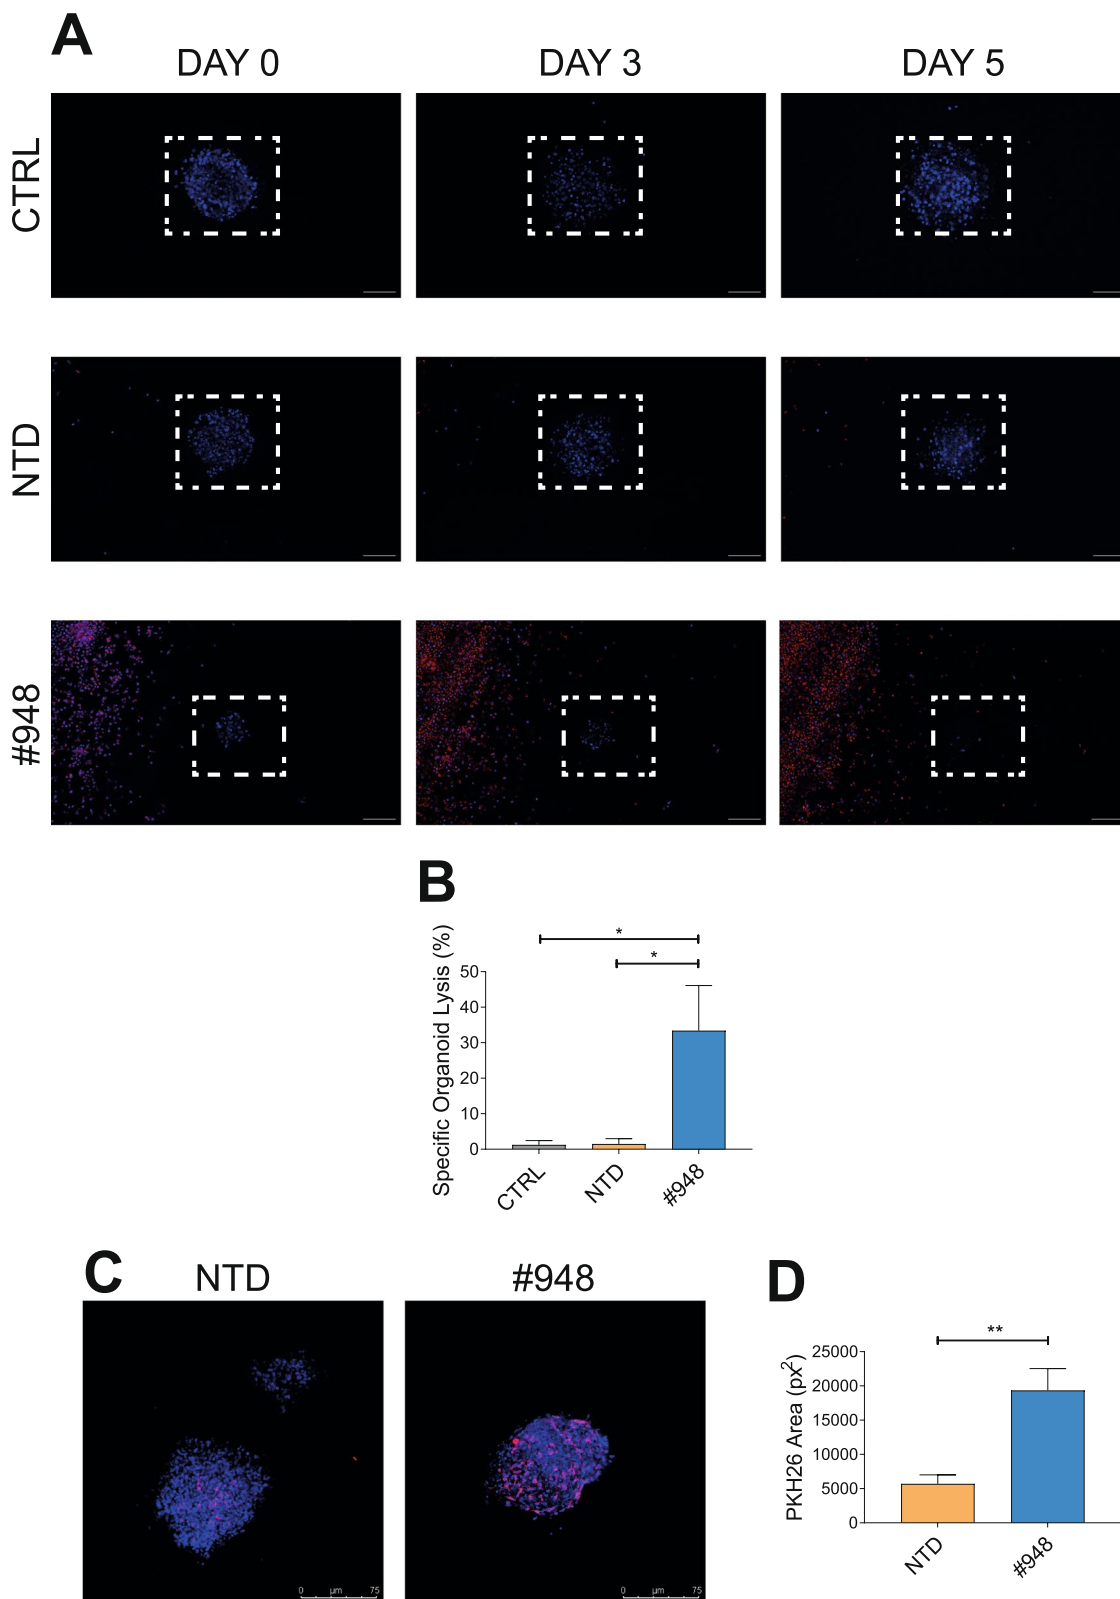 A
DAY 0
DAY 3
DAY 5
CTRL
NTD
#948
B
Specific Organoid Lysis (%)
*
*
50
40
30
20
10
0
CTRL
NTD
#948
C
NTD
#948
0 µm 75
0 µm 75
D
PKH26 Area (px²)
**
25000
20000
15000
10000
5000
0
NTD
#948